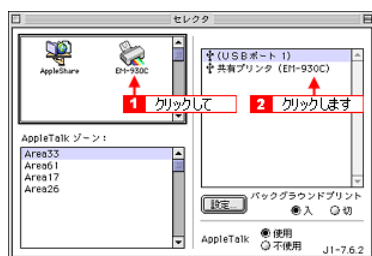 セレクタ
AppleShare
EM-930C
1 クリックして
(USBポート 1)
共有プリンタ (EM-930C)
2 クリックします
AppleTalk ゾーン：
Area33
Area61
Area17
Area26
設定...
バックグラウンドプリント
入 切
AppleTalk
使用
不使用
J1-7.6.2